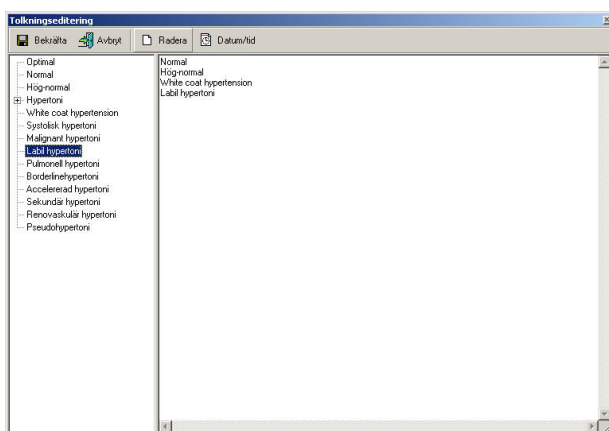 Tolkningseditering
Bekräfta Avbryt Radera Datum/tid
Optimal
Normal
Hög-normal
Hypertoni
White coat hypertension
Systolisk hypertoni
Malignant hypertoni
Labil hypertoni
Pulmonell hypertoni
Borderlinehypertoni
Accelererad hypertoni
Sekundär hypertoni
Renovaskulär hypertoni
Pseudohypertoni
Normal
Hög-normal
White coat hypertension
Labil hypertoni